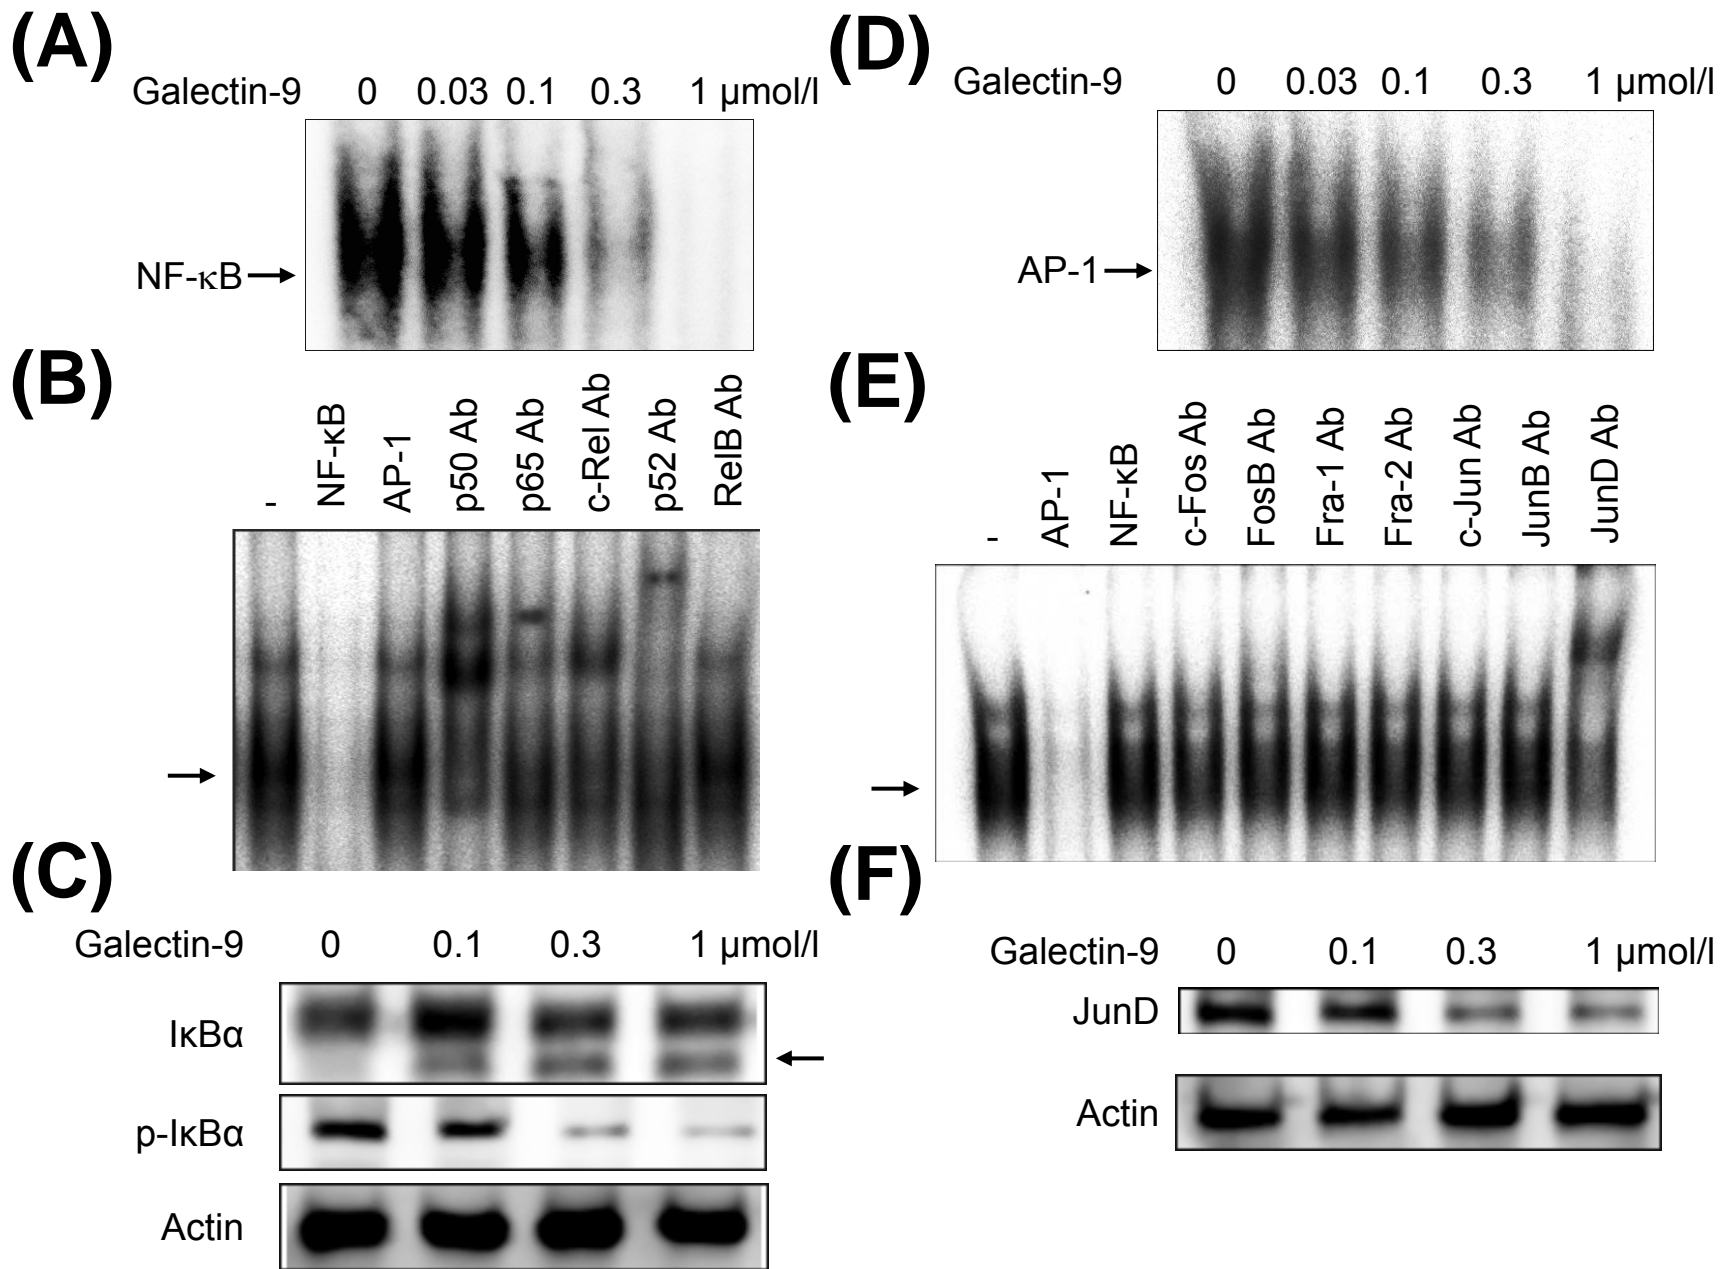 (A)
Galectin-9 0 0.03 0.1 0.3 1 μmol/l
NF-κB
(B)
- NF-κB AP-1 p50 Ab p65 Ab c-Rel Ab p52 Ab RelB Ab
(C)
Galectin-9 0 0.1 0.3 1 μmol/l
IκBα
p-IκBα
Actin
(D)
Galectin-9 0 0.03 0.1 0.3 1 μmol/l
AP-1
(E)
- AP-1 NF-κB c-Fos Ab FosB Ab Fra-1 Ab Fra-2 Ab c-Jun Ab JunB Ab JunD Ab
(F)
Galectin-9 0 0.1 0.3 1 μmol/l
JunD
Actin